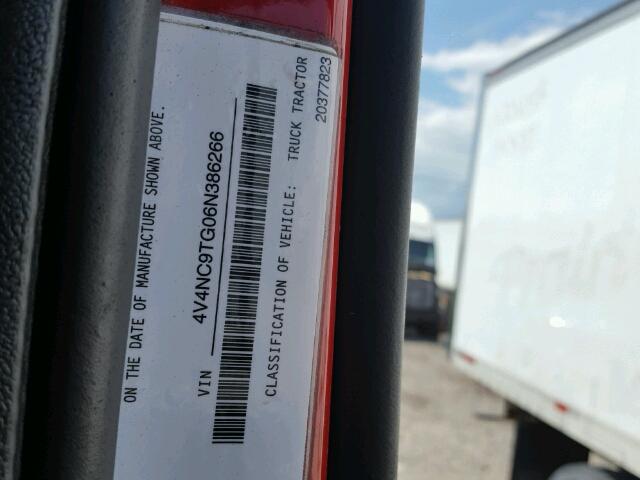 ON THE DATE OF MANUFACTURE SHOWN ABOVE.
VIN 4V4NC9TG06N386266
CLASSIFICATION OF VEHICLE: TRUCK TRACTOR
20377823